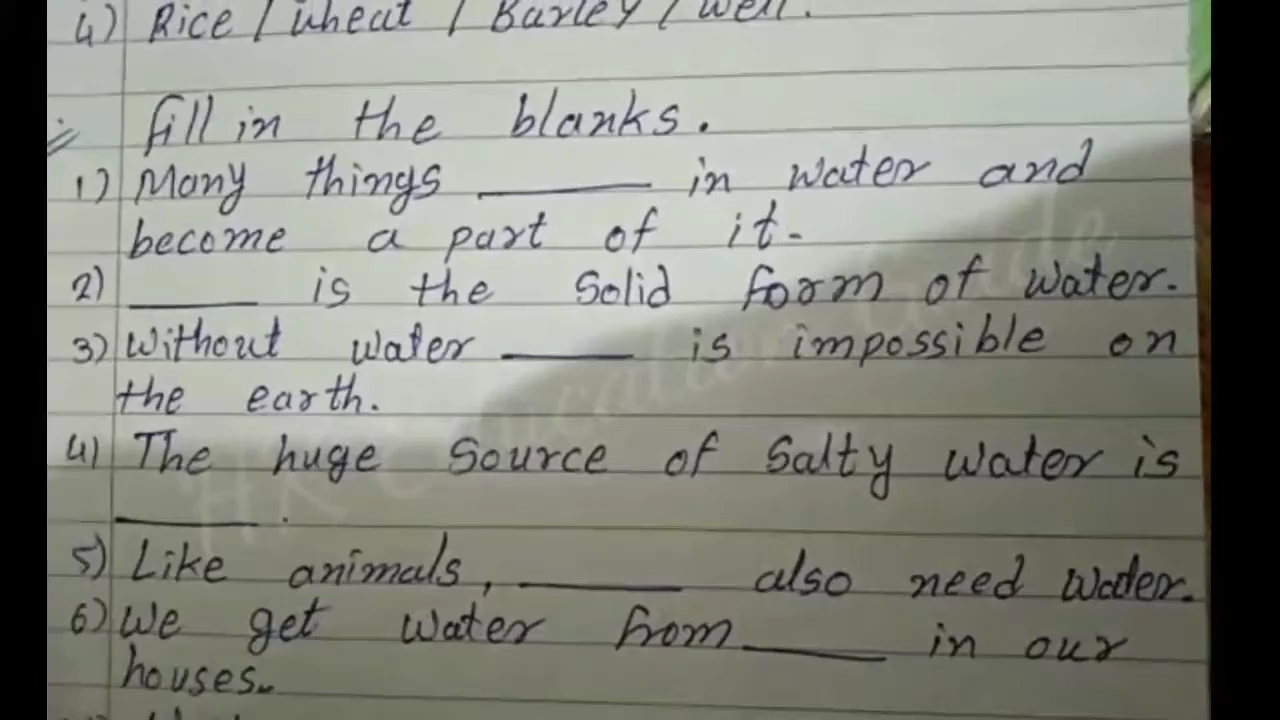 4) Rice / wheat / Barley / well.
fill in the blanks.
1) Many things ______ in water and
become a part of it.
2) ______ is the Solid form of water.
3) Without water ______ is impossible on
the earth.
4) The huge source of Salty water is
______.
5) Like animals, ______ also need water.
6) We get water from ______ in our
houses.